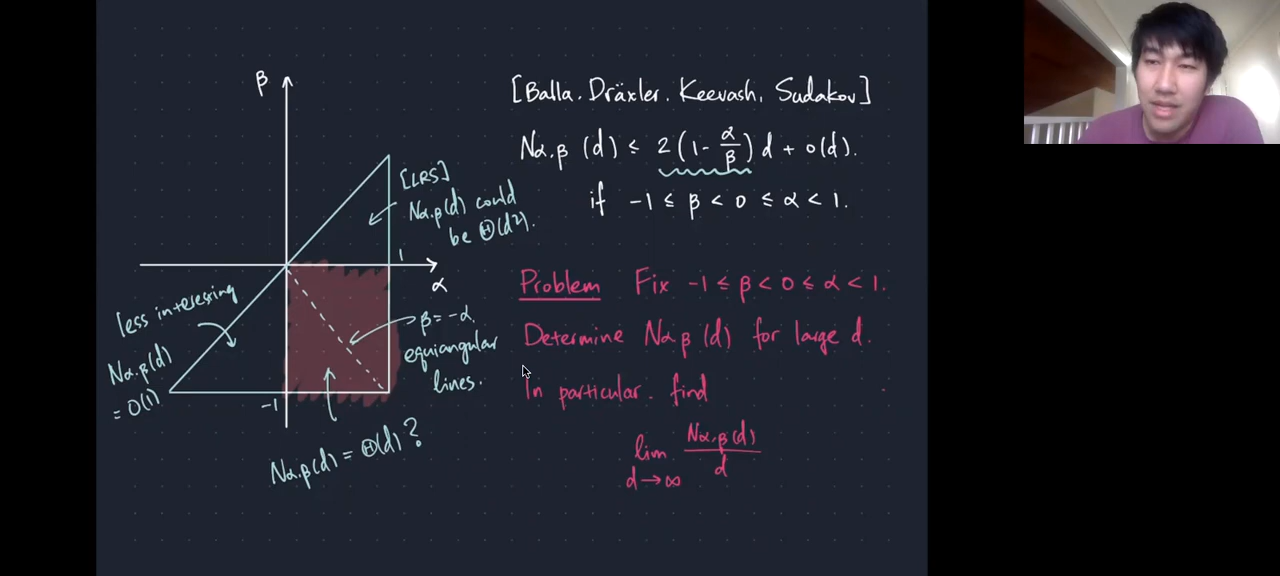 β
[LRS]
Nα,β(d) could
be Θ(d²).
1
α
less interesting
Nα,β(d)
= O(1)
β = -α
equiangular
lines.
-1
Nα,β(d) = Θ(d)?
[Balla, Dräxler, Keevash, Sudakov]
Nα,β(d) ≤ 2(1 - α/β)d + o(d).
if -1 ≤ β < 0 ≤ α < 1.
Problem Fix -1 ≤ β < 0 ≤ α < 1.
Determine Nα,β(d) for large d.
In particular, find
lim d→∞ Nα,β(d)/d